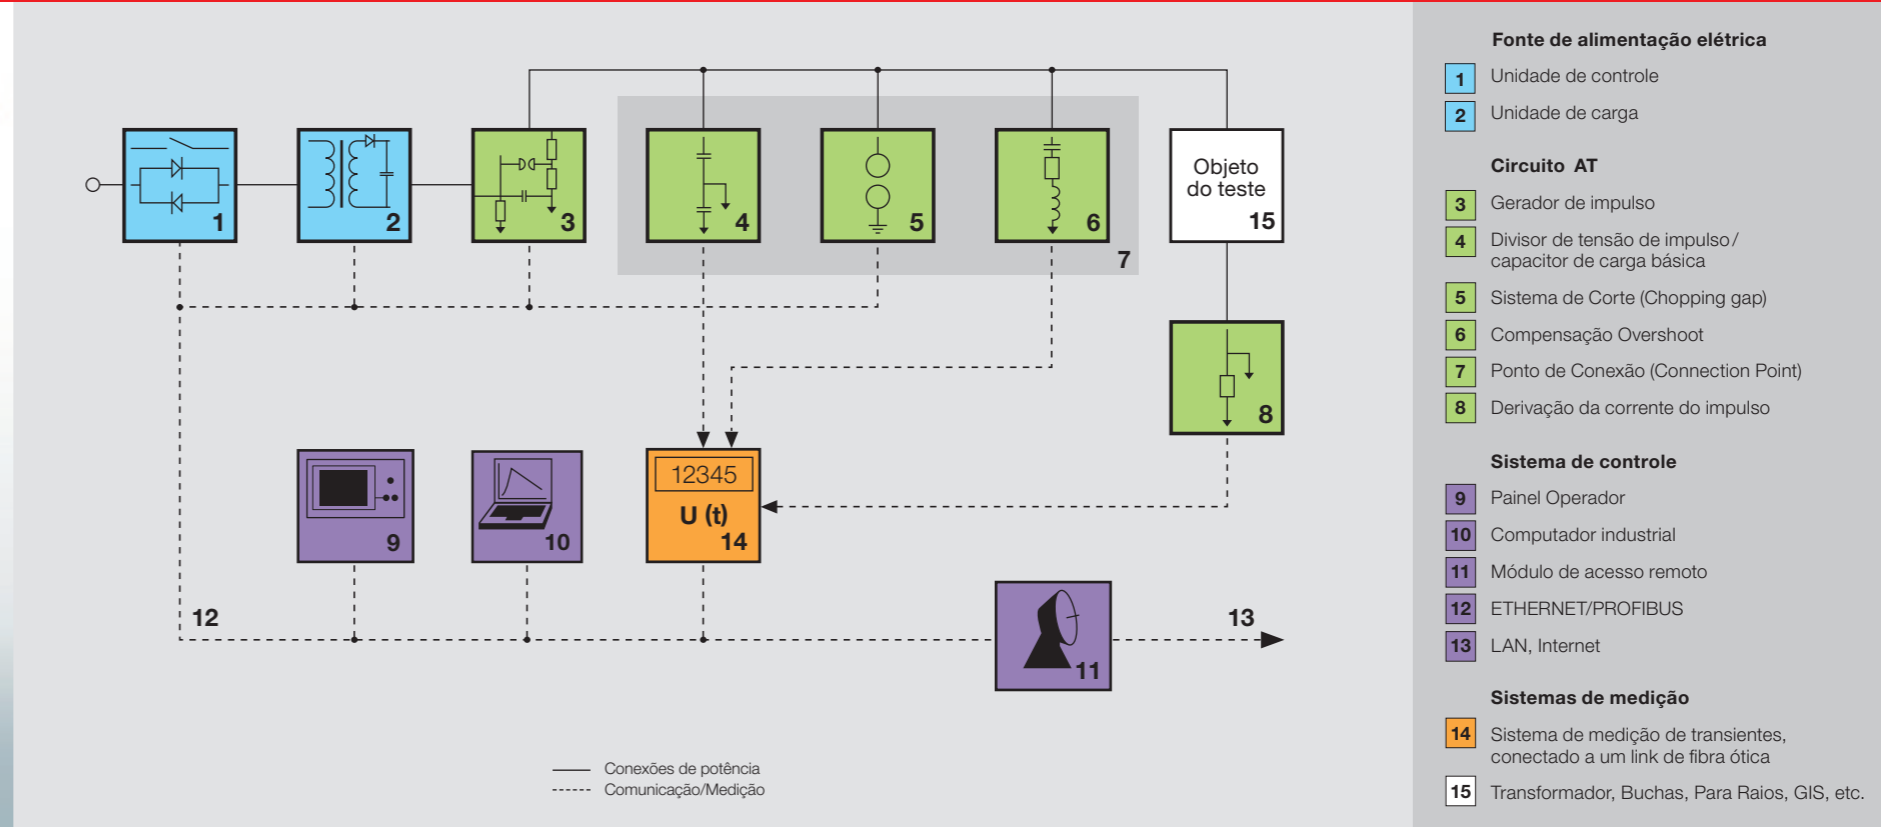 1
2
3
4
5
6
7
Objeto
do teste
15
8
9
10
12345
U (t)
14
12
11
13
Conexões de potência
Comunicação/Medição
Fonte de alimentação elétrica
1 Unidade de controle
2 Unidade de carga
Circuito AT
3 Gerador de impulso
4 Divisor de tensão de impulso/
capacitor de carga básica
5 Sistema de Corte (Chopping gap)
6 Compensação Overshoot
7 Ponto de Conexão (Connection Point)
8 Derivação da corrente do impulso
Sistema de controle
9 Painel Operador
10 Computador industrial
11 Módulo de acesso remoto
12 ETHERNET/PROFIBUS
13 LAN, Internet
Sistemas de medição
14 Sistema de medição de transientes,
conectado a um link de fibra ótica
15 Transformador, Buchas, Para Raios, GIS, etc.